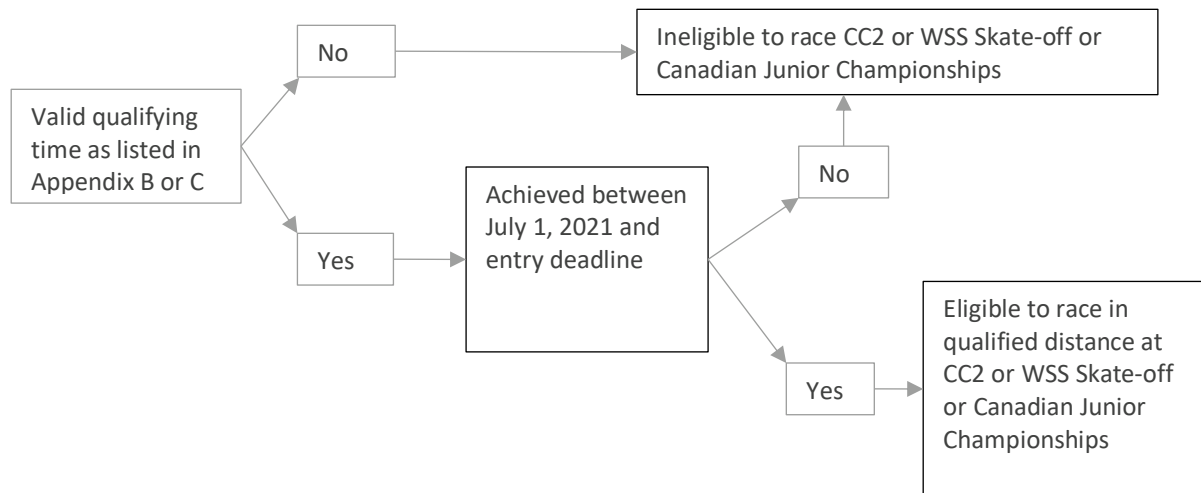 No
Ineligible to race CC2 or WSS Skate-off or
Canadian Junior Championships
Valid qualifying
time as listed in
Appendix B or C
No
Achieved between
July 1, 2021 and
entry deadline
Yes
Eligible to race in
qualified distance at
CC2 or WSS Skate-off
or Canadian Junior
Championships
Yes